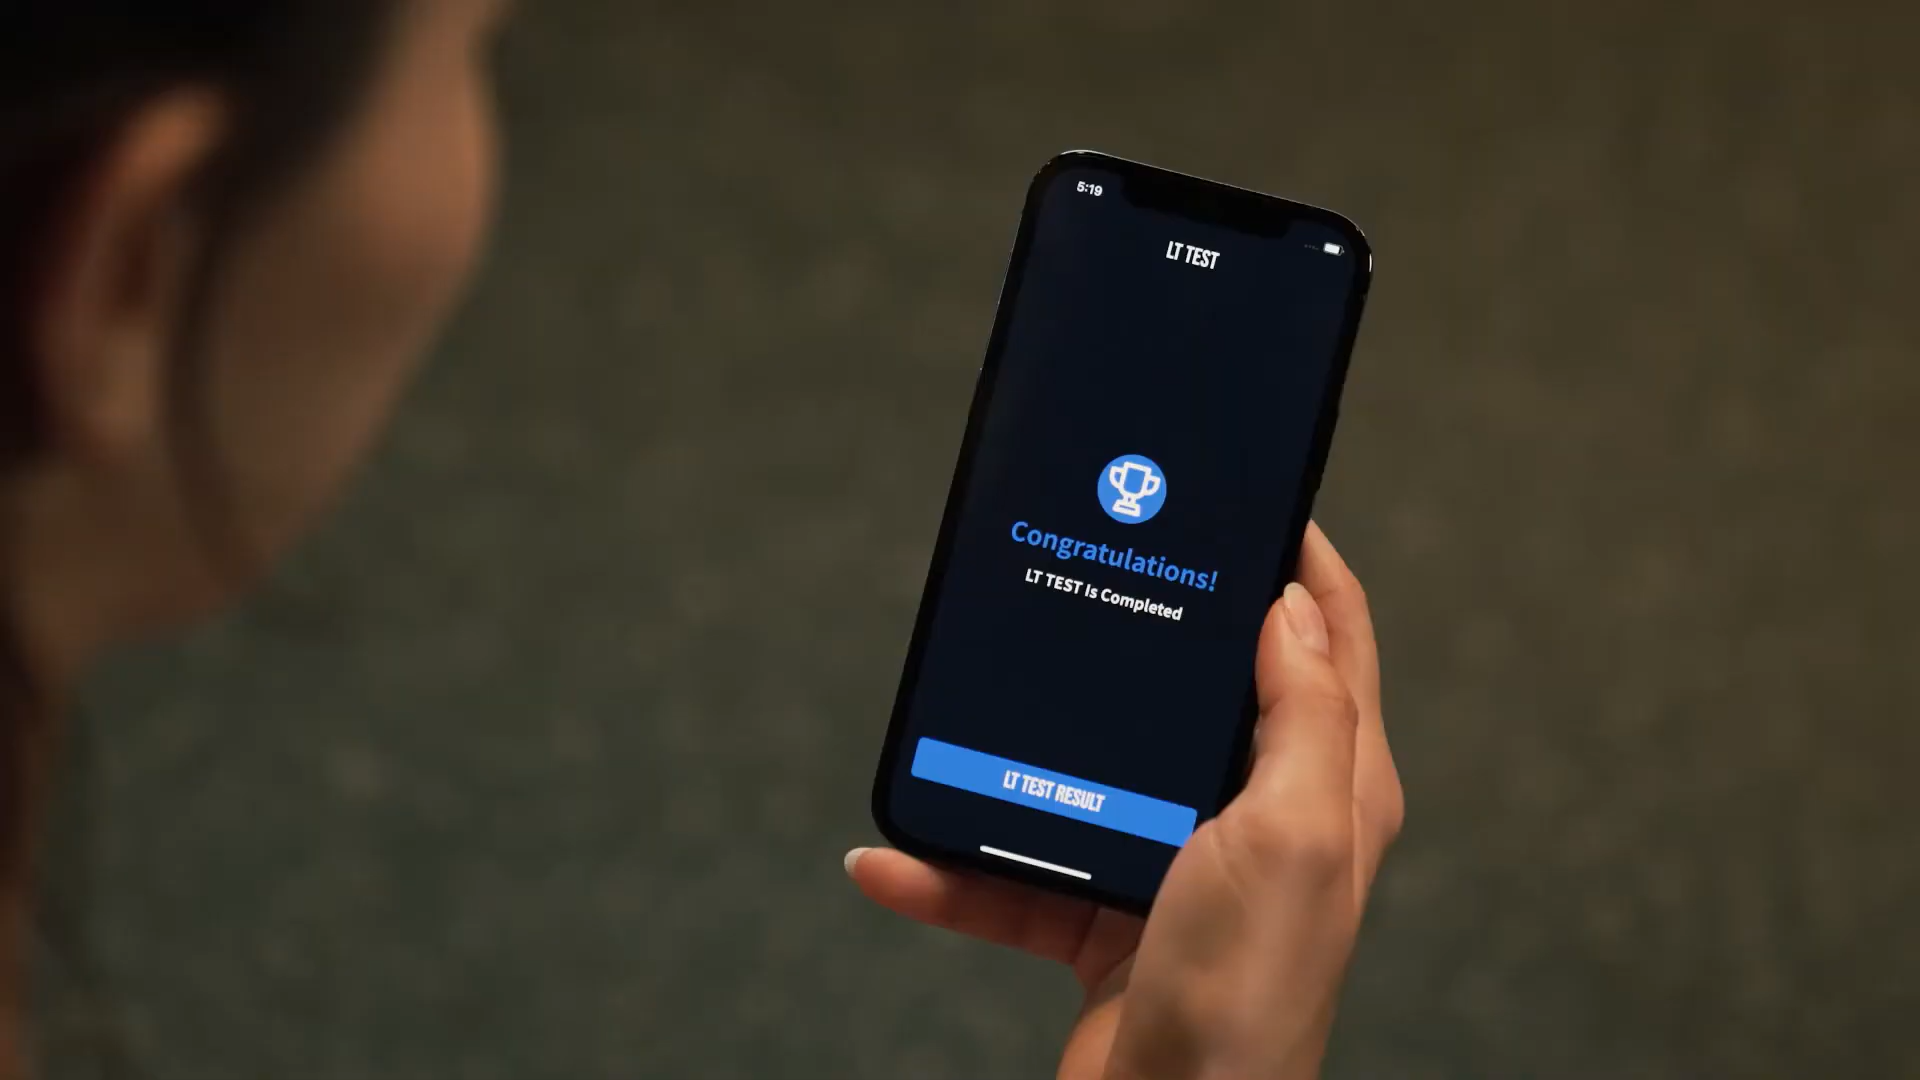 5:19
LT TEST
Congratulations!
LT TEST Is Completed
LT TEST RESULT